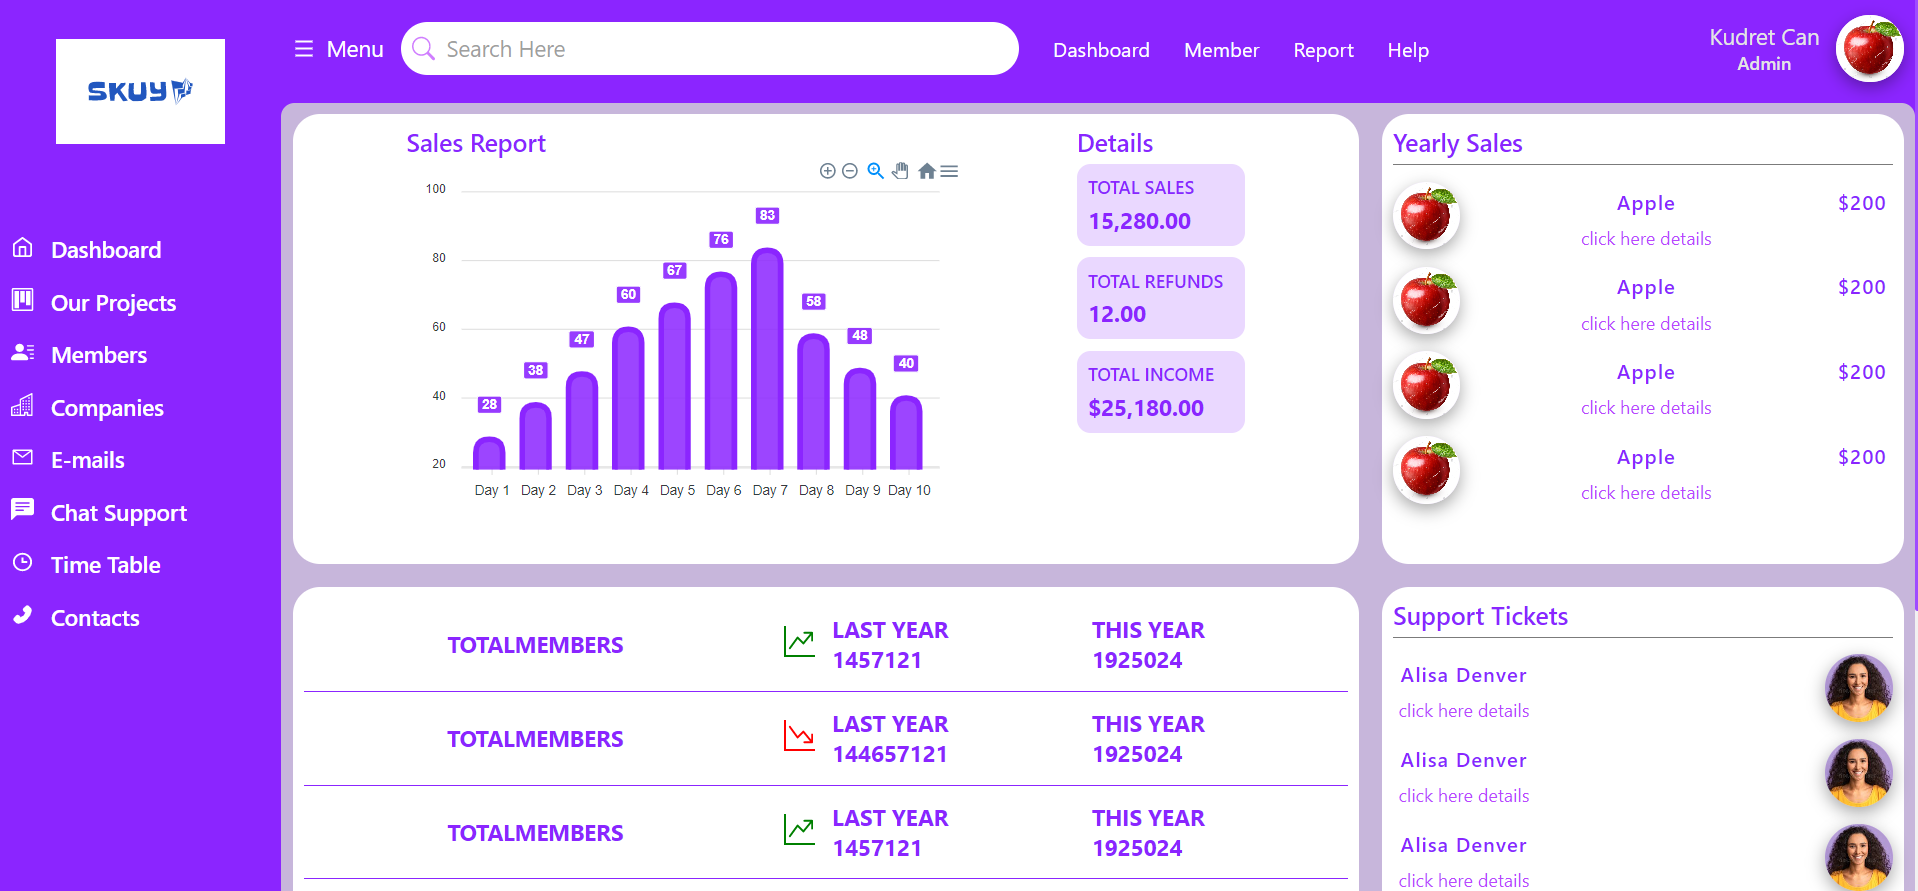 SKUY
Menu
Search Here
Dashboard
Member
Report
Help
Kudret Can
Admin
Dashboard
Our Projects
Members
Companies
E-mails
Chat Support
Time Table
Contacts
Sales Report
100
80
60
40
20
28
38
47
60
67
76
83
58
48
40
Day 1
Day 2
Day 3
Day 4
Day 5
Day 6
Day 7
Day 8
Day 9
Day 10
Details
TOTAL SALES
15,280.00
TOTAL REFUNDS
12.00
TOTAL INCOME
$25,180.00
Yearly Sales
Apple
$200
click here details
Apple
$200
click here details
Apple
$200
click here details
Apple
$200
click here details
TOTALMEMBERS
LAST YEAR
1457121
THIS YEAR
1925024
TOTALMEMBERS
LAST YEAR
144657121
THIS YEAR
1925024
TOTALMEMBERS
LAST YEAR
1457121
THIS YEAR
1925024
Support Tickets
Alisa Denver
click here details
Alisa Denver
click here details
Alisa Denver
click here details